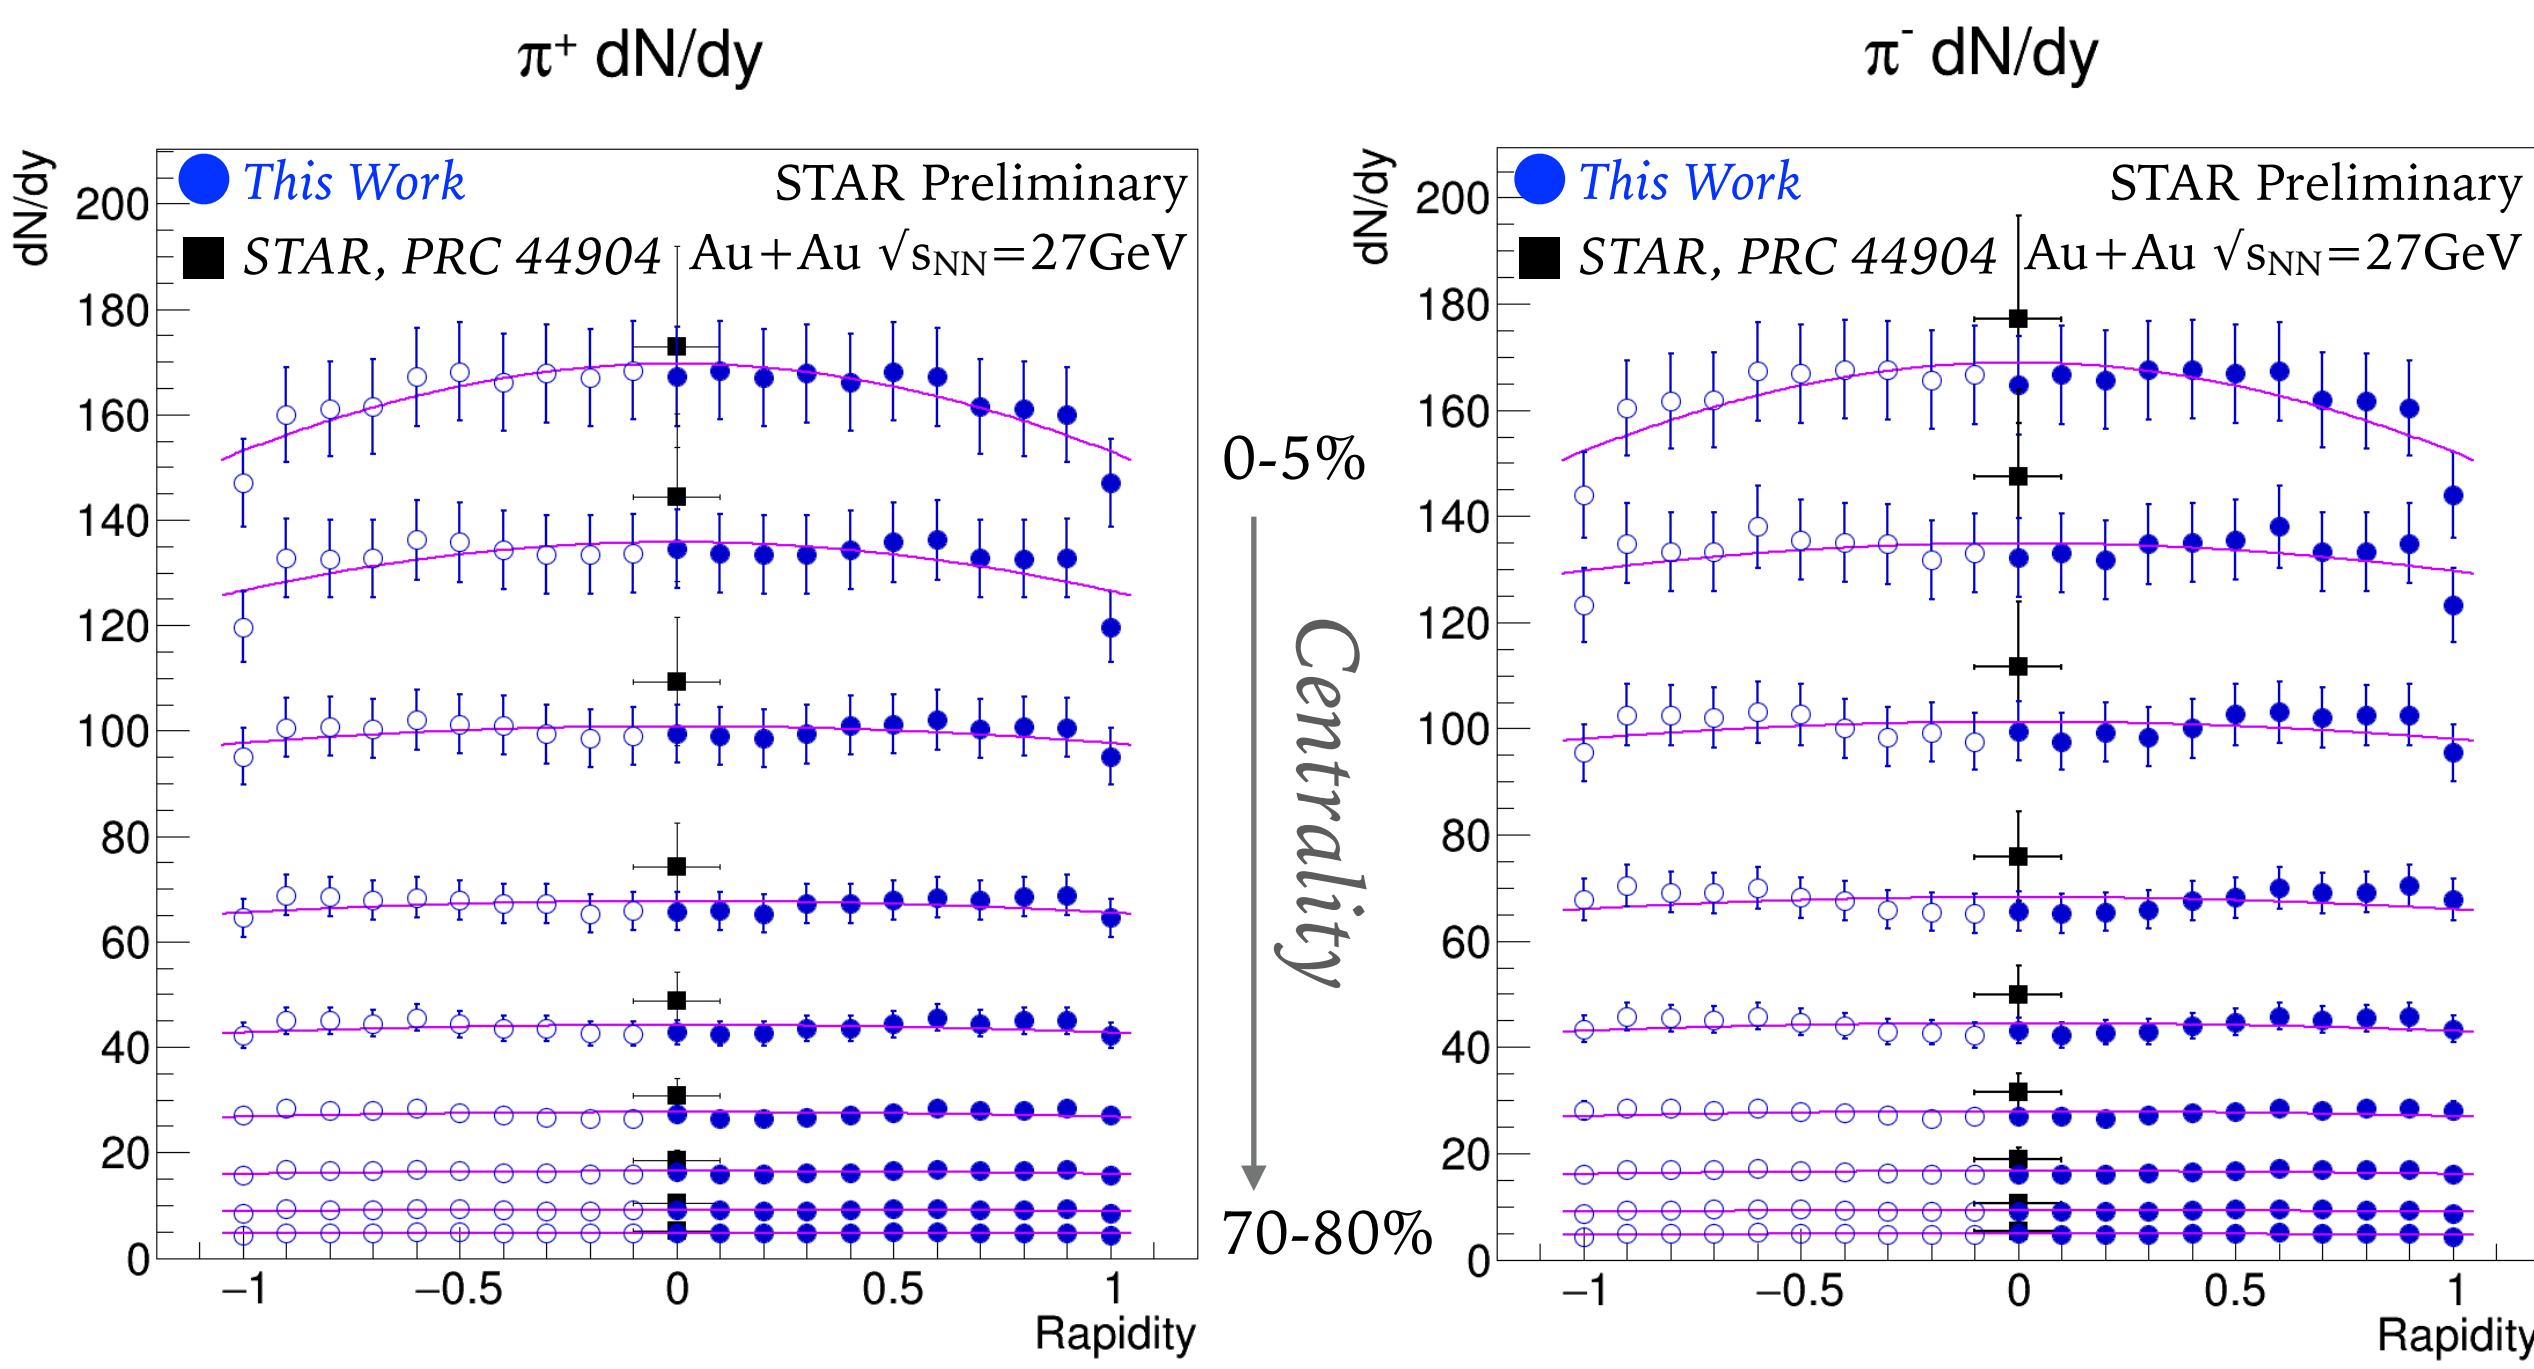 π⁺ dN/dy
dN/dy
This Work
STAR Preliminary
STAR, PRC 44904
Au+Au √sNN=27GeV
200
180
160
140
120
100
80
60
40
20
0
−1
−0.5
0
0.5
1
Rapidity
0-5%
Centrality
70-80%
π⁻ dN/dy
dN/dy
This Work
STAR Preliminary
STAR, PRC 44904
Au+Au √sNN=27GeV
200
180
160
140
120
100
80
60
40
20
0
−1
−0.5
0
0.5
1
Rapidity